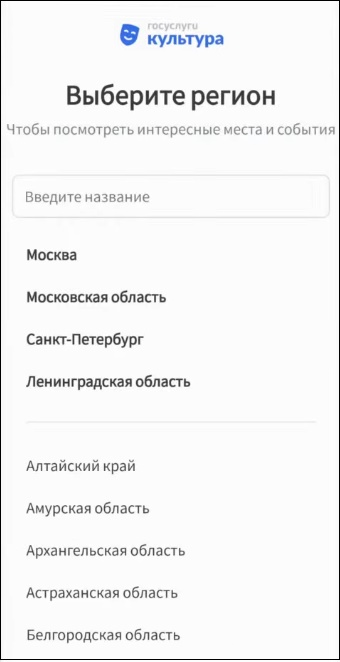 госуслуги
культура
Выберите регион
Чтобы посмотреть интересные места и события
Введите название
Москва
Московская область
Санкт-Петербург
Ленинградская область
Алтайский край
Амурская область
Архангельская область
Астраханская область
Белгородская область